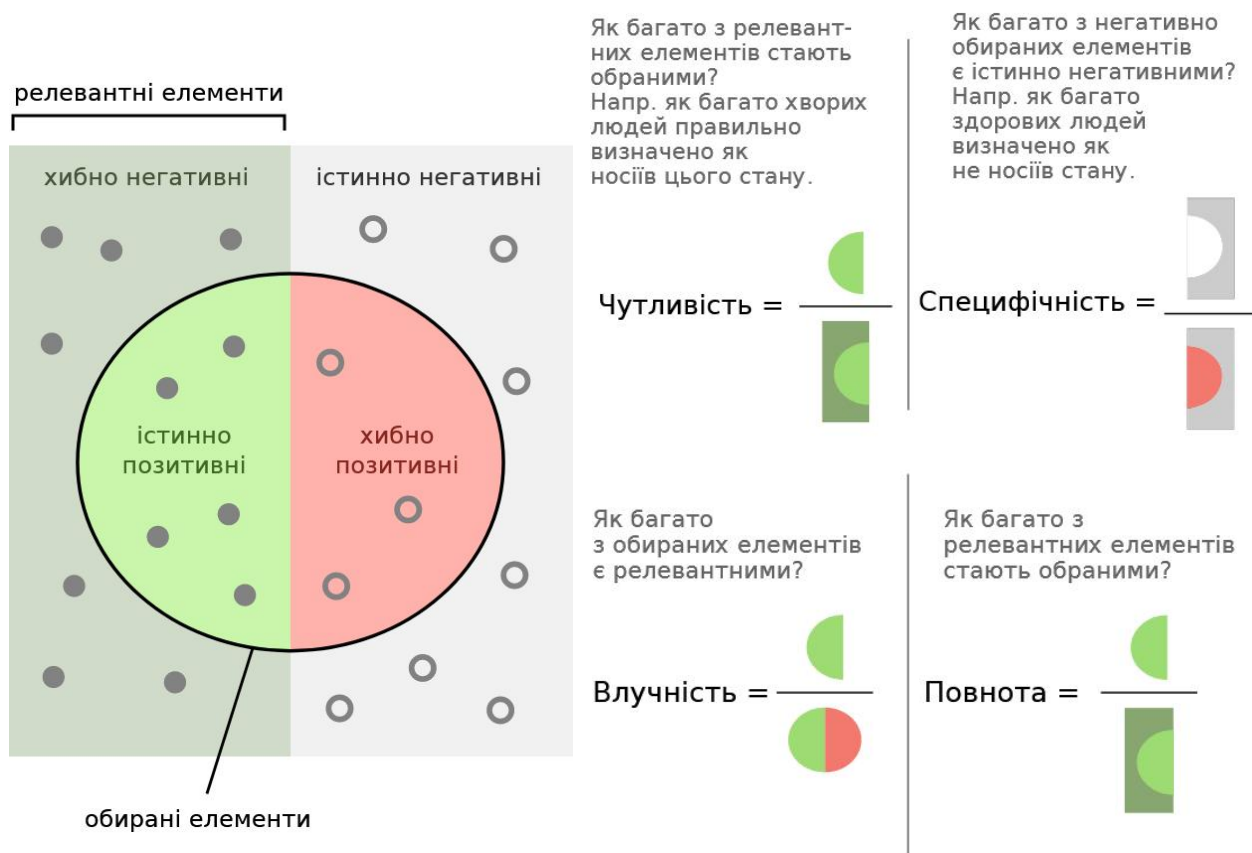 релевантні елементи
хибно негативні
істинно негативні
істинно
позитивні
хибно
позитивні
обирані елементи
Як багато з релевант-
них елементів стають
обраними?
Напр. як багато хворих
людей правильно
визначено як
носіїв цього стану.
Чутливість =
Як багато з негативно
обираних елементів
є істинно негативними?
Напр. як багато
здорових людей
визначено як
не носіїв стану.
Специфічність =
Як багато
з обираних елементів
є релевантними?
Влучність =
Як багато з
релевантних елементів
стають обраними?
Повнота =